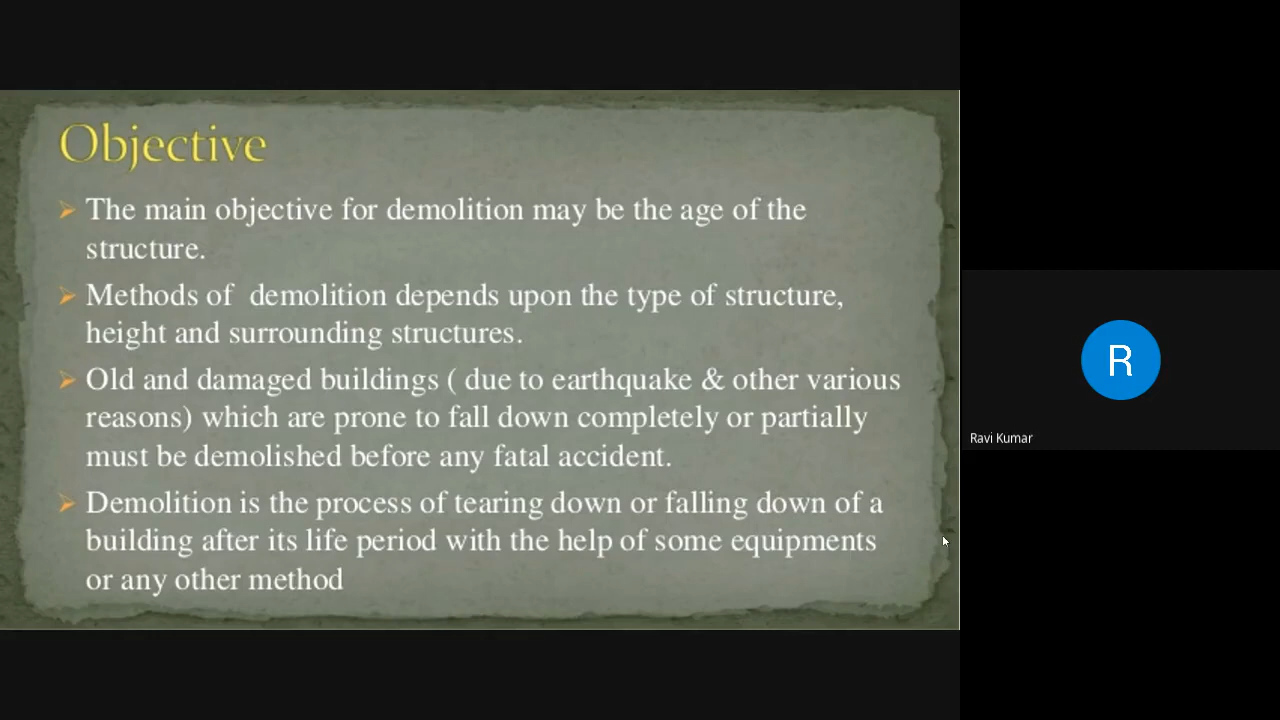 Objective
➢ The main objective for demolition may be the age of the
structure.
➢ Methods of  demolition depends upon the type of structure,
height and surrounding structures.
➢ Old and damaged buildings ( due to earthquake & other various
reasons) which are prone to fall down completely or partially
must be demolished before any fatal accident.
➢ Demolition is the process of tearing down or falling down of a
building after its life period with the help of some equipments
or any other method
R
Ravi Kumar